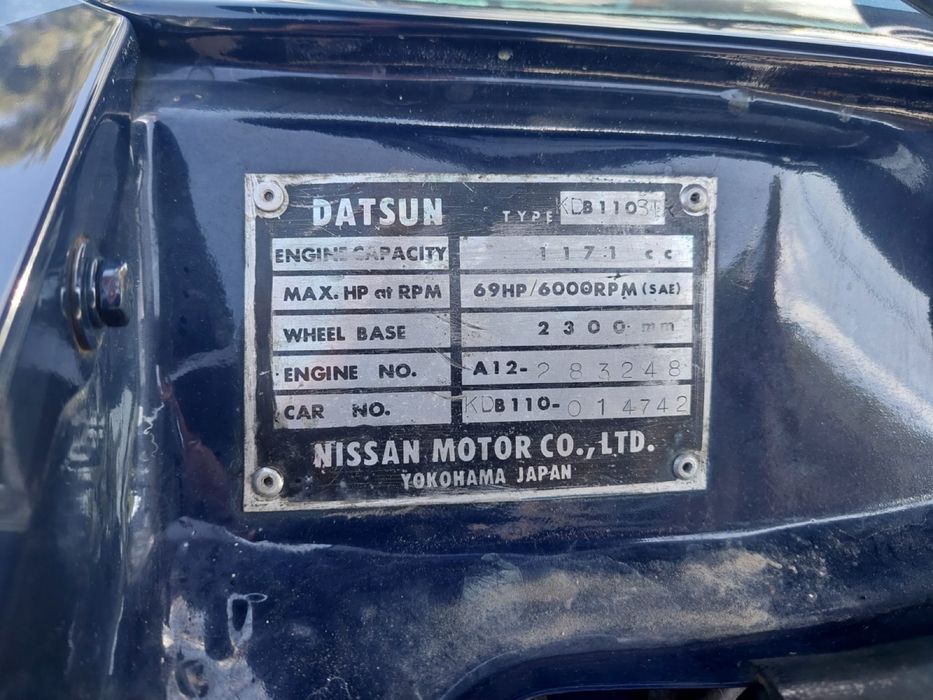 DATSUN TYPE KDB110
ENGINE CAPACITY 1171 cc
MAX. HP at RPM 69HP/6000RPM (SAE)
WHEEL BASE 2300 mm
ENGINE NO. A12-283248
CAR NO. KDB110-014742
NISSAN MOTOR CO., LTD.
YOKOHAMA JAPAN